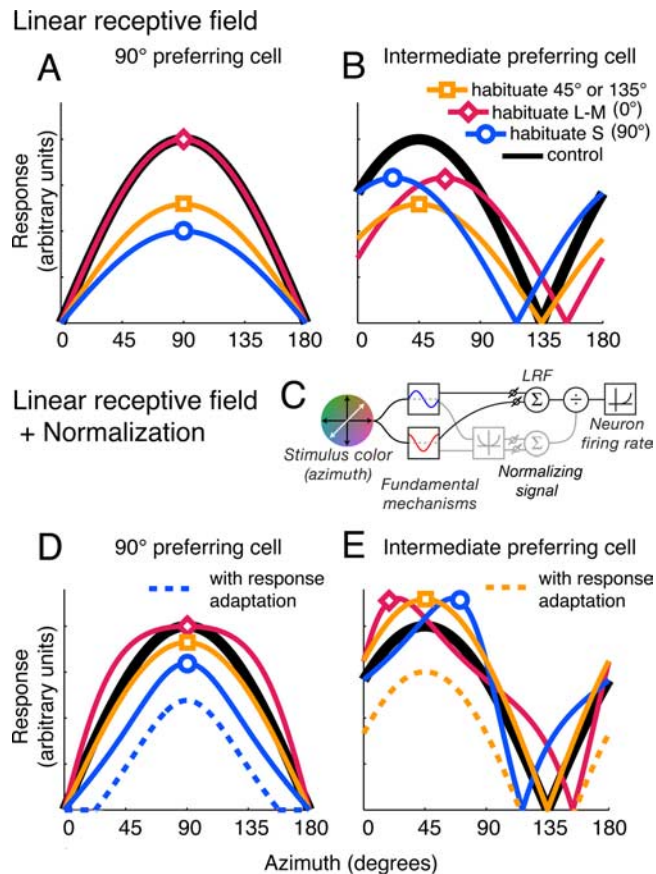 Linear receptive field
A
90° preferring cell
B
Intermediate preferring cell
habituate 45° or 135°
habituate L-M (0°)
habituate S (90°)
control
Response
(arbitrary units)
0 45 90 135 180
0 45 90 135 180
Linear receptive field
+ Normalization
C
LRF
Σ
÷
Σ
Stimulus color
(azimuth)
Fundamental
mechanisms
Normalizing
signal
Neuron
firing rate
D
90° preferring cell
with response
adaptation
E
Intermediate preferring cell
with response
adaptation
Response
(arbitrary units)
0 45 90 135 180
0 45 90 135 180
Azimuth (degrees)